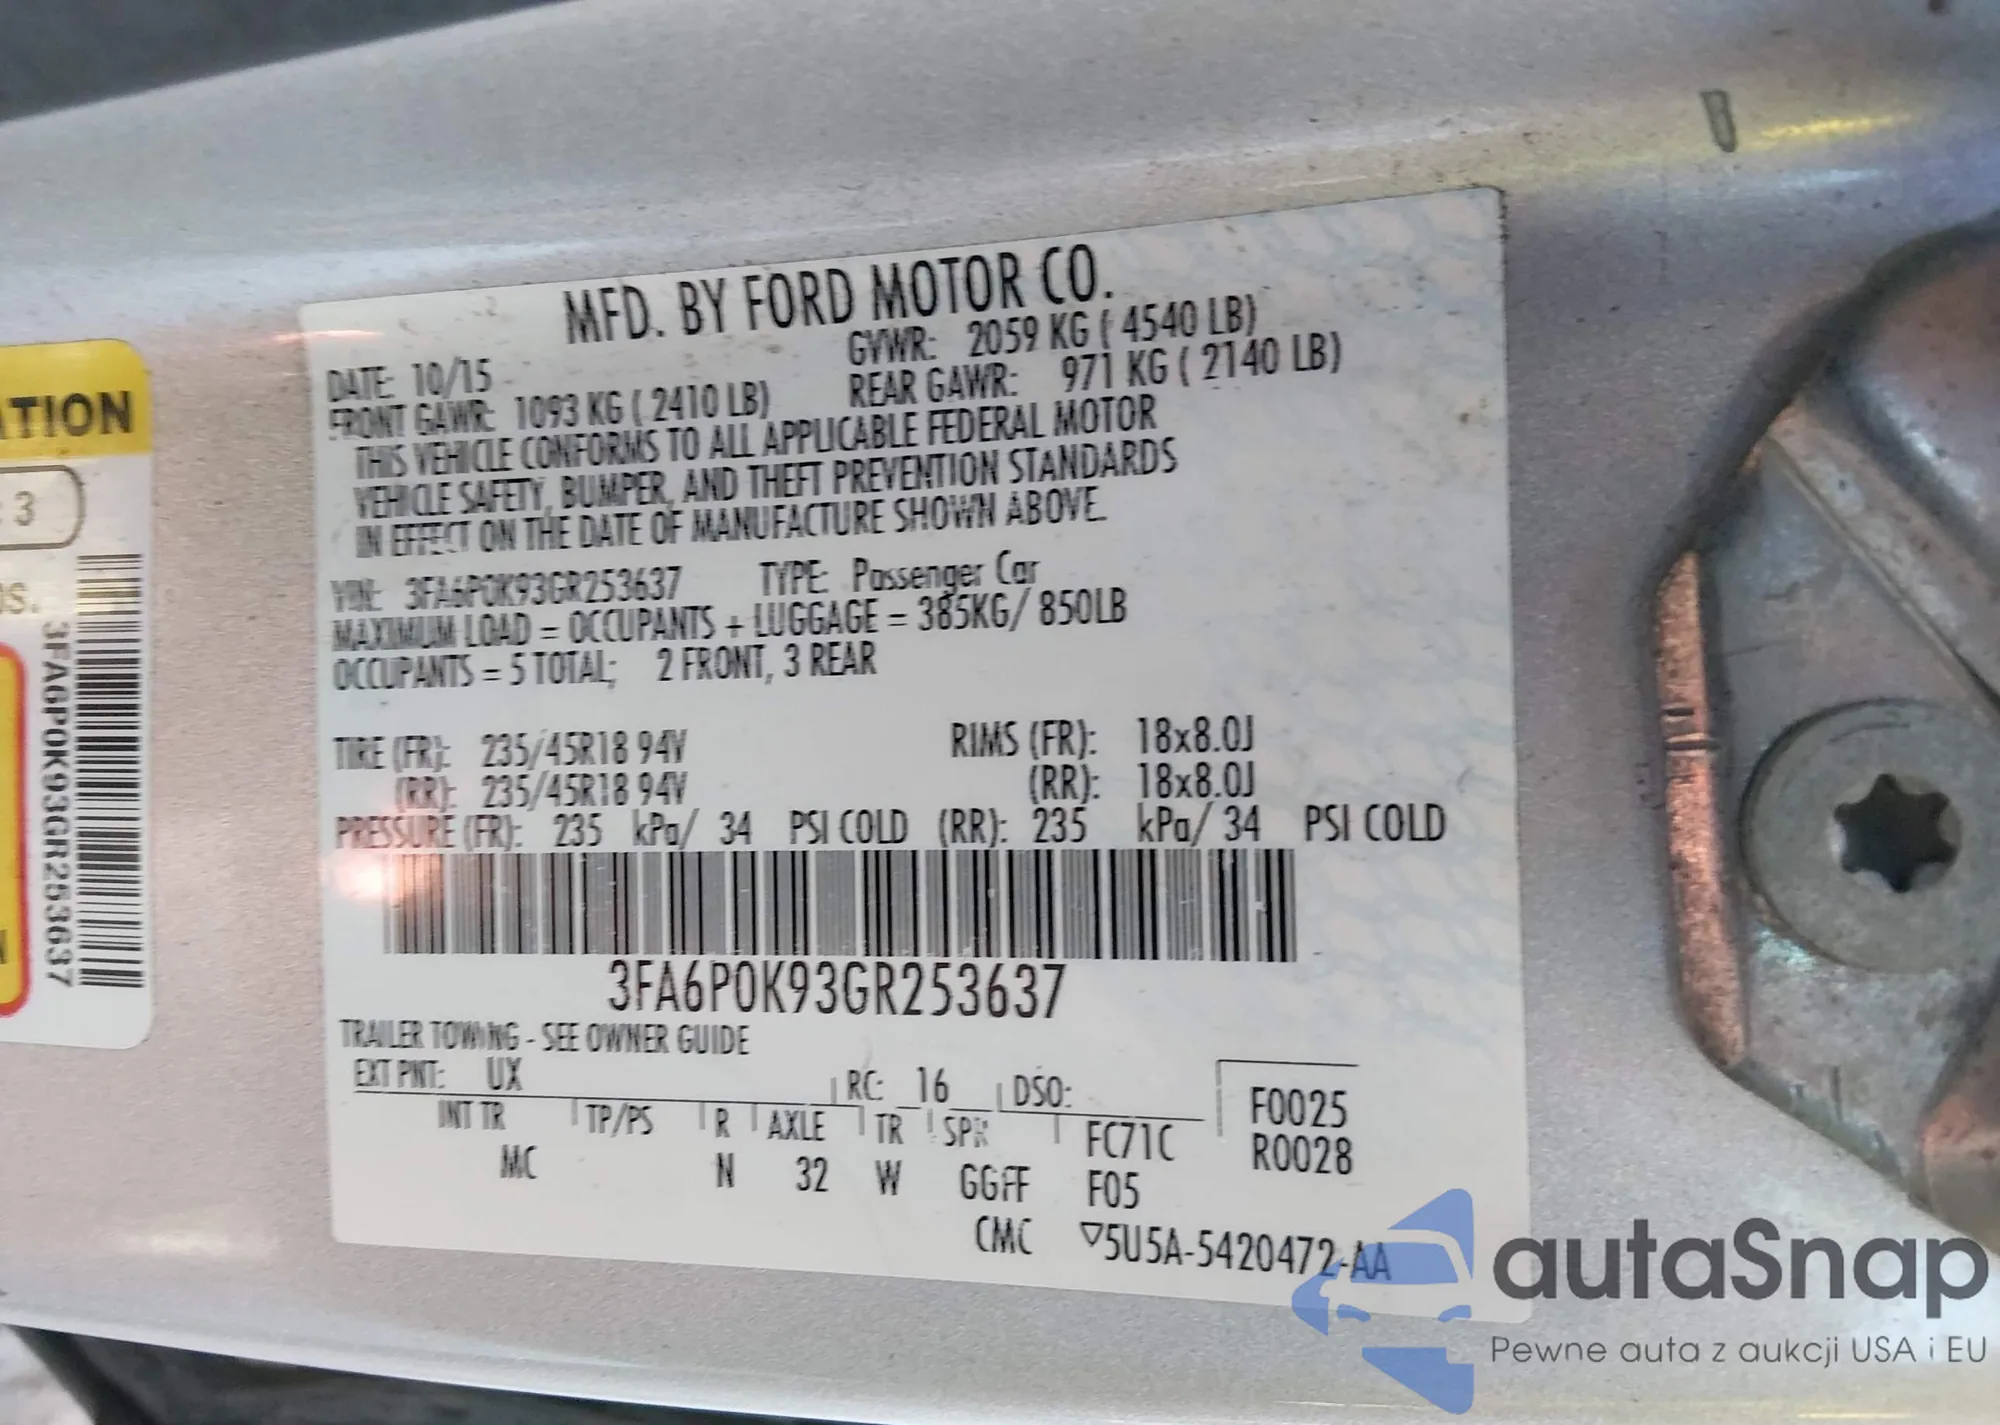 MFD. BY FORD MOTOR CO.
DATE: 10/15 GVWR: 2059 KG ( 4540 LB)
FRONT GAWR: 1093 KG ( 2410 LB) REAR GAWR: 971 KG ( 2140 LB)
THIS VEHICLE CONFORMS TO ALL APPLICABLE FEDERAL MOTOR
VEHICLE SAFETY, BUMPER, AND THEFT PREVENTION STANDARDS
IN EFFECT ON THE DATE OF MANUFACTURE SHOWN ABOVE.
VIN: 3FA6P0K93GR253637 TYPE: Passenger Car
MAXIMUM LOAD = OCCUPANTS + LUGGAGE = 385KG/ 850LB
OCCUPANTS = 5 TOTAL; 2 FRONT, 3 REAR
TIRE (FR): 235/45R18 94V RIMS (FR): 18x8.0J
(RR): 235/45R18 94V (RR): 18x8.0J
PRESSURE (FR): 235 kPa/ 34 PSI COLD (RR): 235 kPa/ 34 PSI COLD
3FA6P0K93GR253637
TRAILER TOWING - SEE OWNER GUIDE
EXT PNT: UX RC: 16 DSO: F0025
INT TR TP/PS R AXLE TR SPR FC71C R0028
MC N 32 W GGFF F05
CMC ▽5U5A-5420472-AA
ATION
: 3
OS.
3FA6P0K93GR253637
N
autaSnap
Pewne auta z aukcji USA i EU